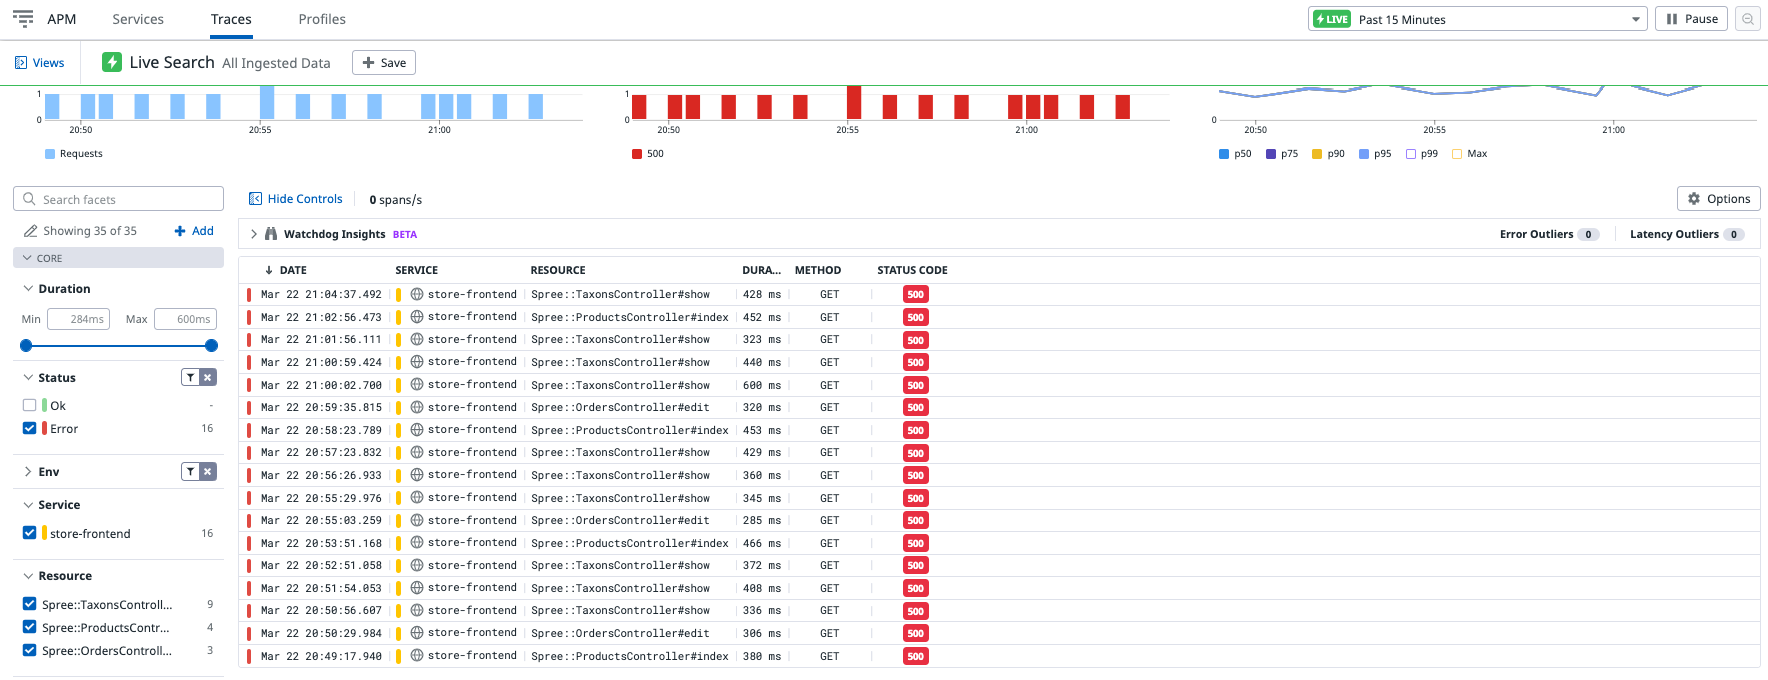 APM Services Traces Profiles LIVE Past 15 Minutes Pause
Views Live Search All Ingested Data + Save
1 1
0 0 0
20:50 20:55 21:00 20:50 20:55 21:00 20:50 20:55 21:00
Requests 500 p50 p75 p90 p95 p99 Max
Search facets Hide Controls 0 spans/s Options
Showing 35 of 35 + Add
Watchdog Insights BETA Error Outliers 0 Latency Outliers 0
CORE
Duration
Min 284ms Max 600ms
Status
Ok -
Error 16
Env
Service
store-frontend 16
Resource
Spree::TaxonsControll... 9
Spree::ProductsContr... 4
Spree::OrdersControll... 3
↓ DATE SERVICE RESOURCE DURA... METHOD STATUS CODE
Mar 22 21:04:37.492 store-frontend Spree::TaxonsController#show 428 ms GET 500
Mar 22 21:02:56.473 store-frontend Spree::ProductsController#index 452 ms GET 500
Mar 22 21:01:56.111 store-frontend Spree::TaxonsController#show 323 ms GET 500
Mar 22 21:00:59.424 store-frontend Spree::TaxonsController#show 440 ms GET 500
Mar 22 21:00:02.700 store-frontend Spree::TaxonsController#show 600 ms GET 500
Mar 22 20:59:35.815 store-frontend Spree::OrdersController#edit 320 ms GET 500
Mar 22 20:58:23.789 store-frontend Spree::ProductsController#index 453 ms GET 500
Mar 22 20:57:23.832 store-frontend Spree::TaxonsController#show 429 ms GET 500
Mar 22 20:56:26.933 store-frontend Spree::TaxonsController#show 360 ms GET 500
Mar 22 20:55:29.976 store-frontend Spree::TaxonsController#show 345 ms GET 500
Mar 22 20:55:03.259 store-frontend Spree::OrdersController#edit 285 ms GET 500
Mar 22 20:53:51.168 store-frontend Spree::ProductsController#index 466 ms GET 500
Mar 22 20:52:51.058 store-frontend Spree::TaxonsController#show 372 ms GET 500
Mar 22 20:51:54.053 store-frontend Spree::TaxonsController#show 408 ms GET 500
Mar 22 20:50:56.607 store-frontend Spree::TaxonsController#show 336 ms GET 500
Mar 22 20:50:29.984 store-frontend Spree::OrdersController#edit 306 ms GET 500
Mar 22 20:49:17.940 store-frontend Spree::ProductsController#index 380 ms GET 500